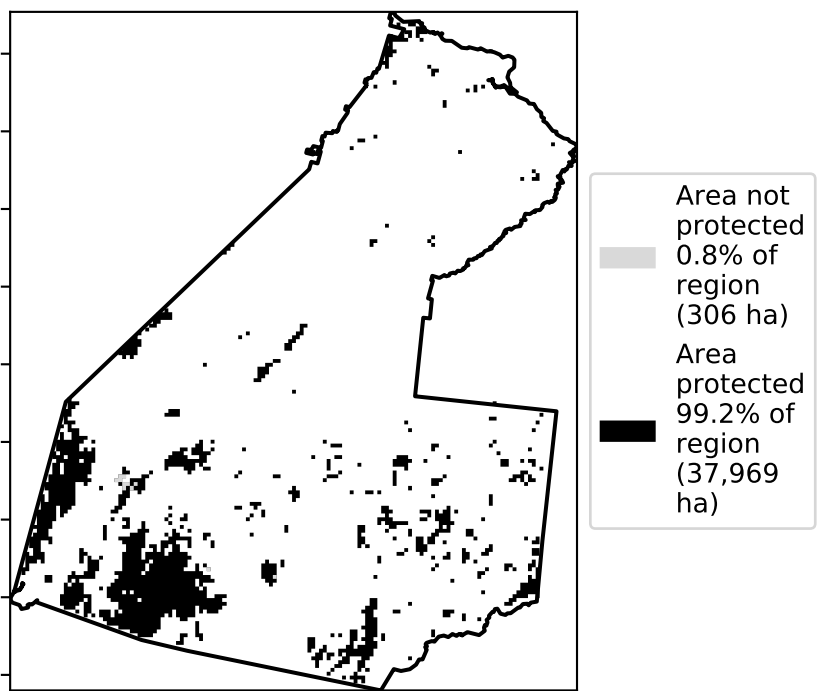 Area not
protected
0.8% of
region
(306 ha)
Area
protected
99.2% of
region
(37,969
ha)